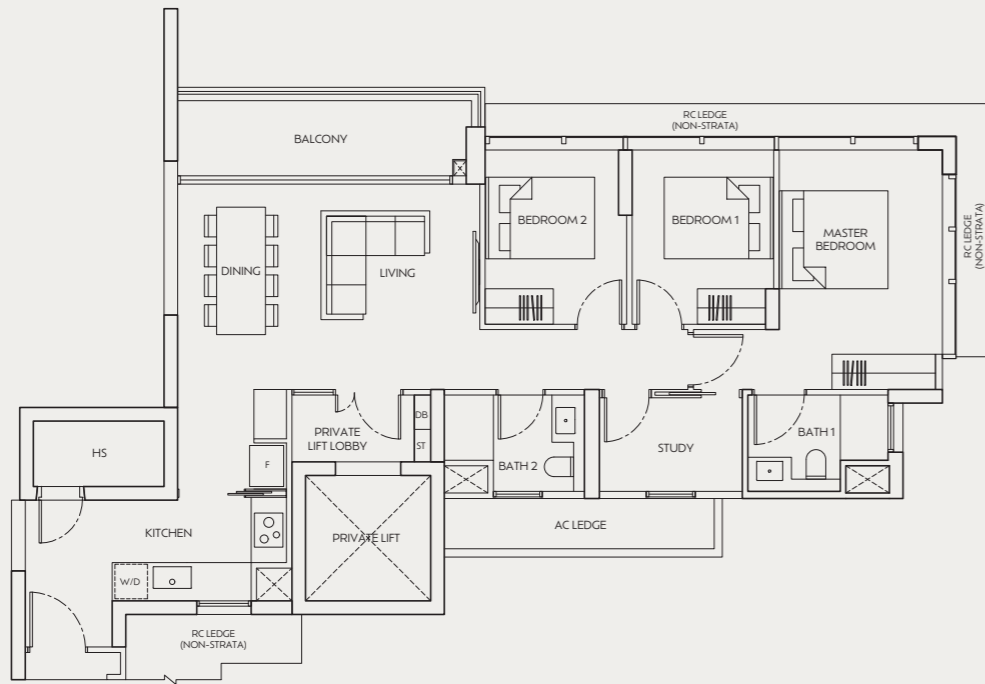 RC LEDGE
(NON-STRATA)
BALCONY
BEDROOM 2
BEDROOM 1
MASTER
BEDROOM
RC LEDGE
(NON-STRATA)
DINING
LIVING
PRIVATE
LIFT LOBBY
DB
ST
HS
F
BATH 2
STUDY
BATH 1
KITCHEN
PRIVATE LIFT
AC LEDGE
W/D
RC LEDGE
(NON-STRATA)